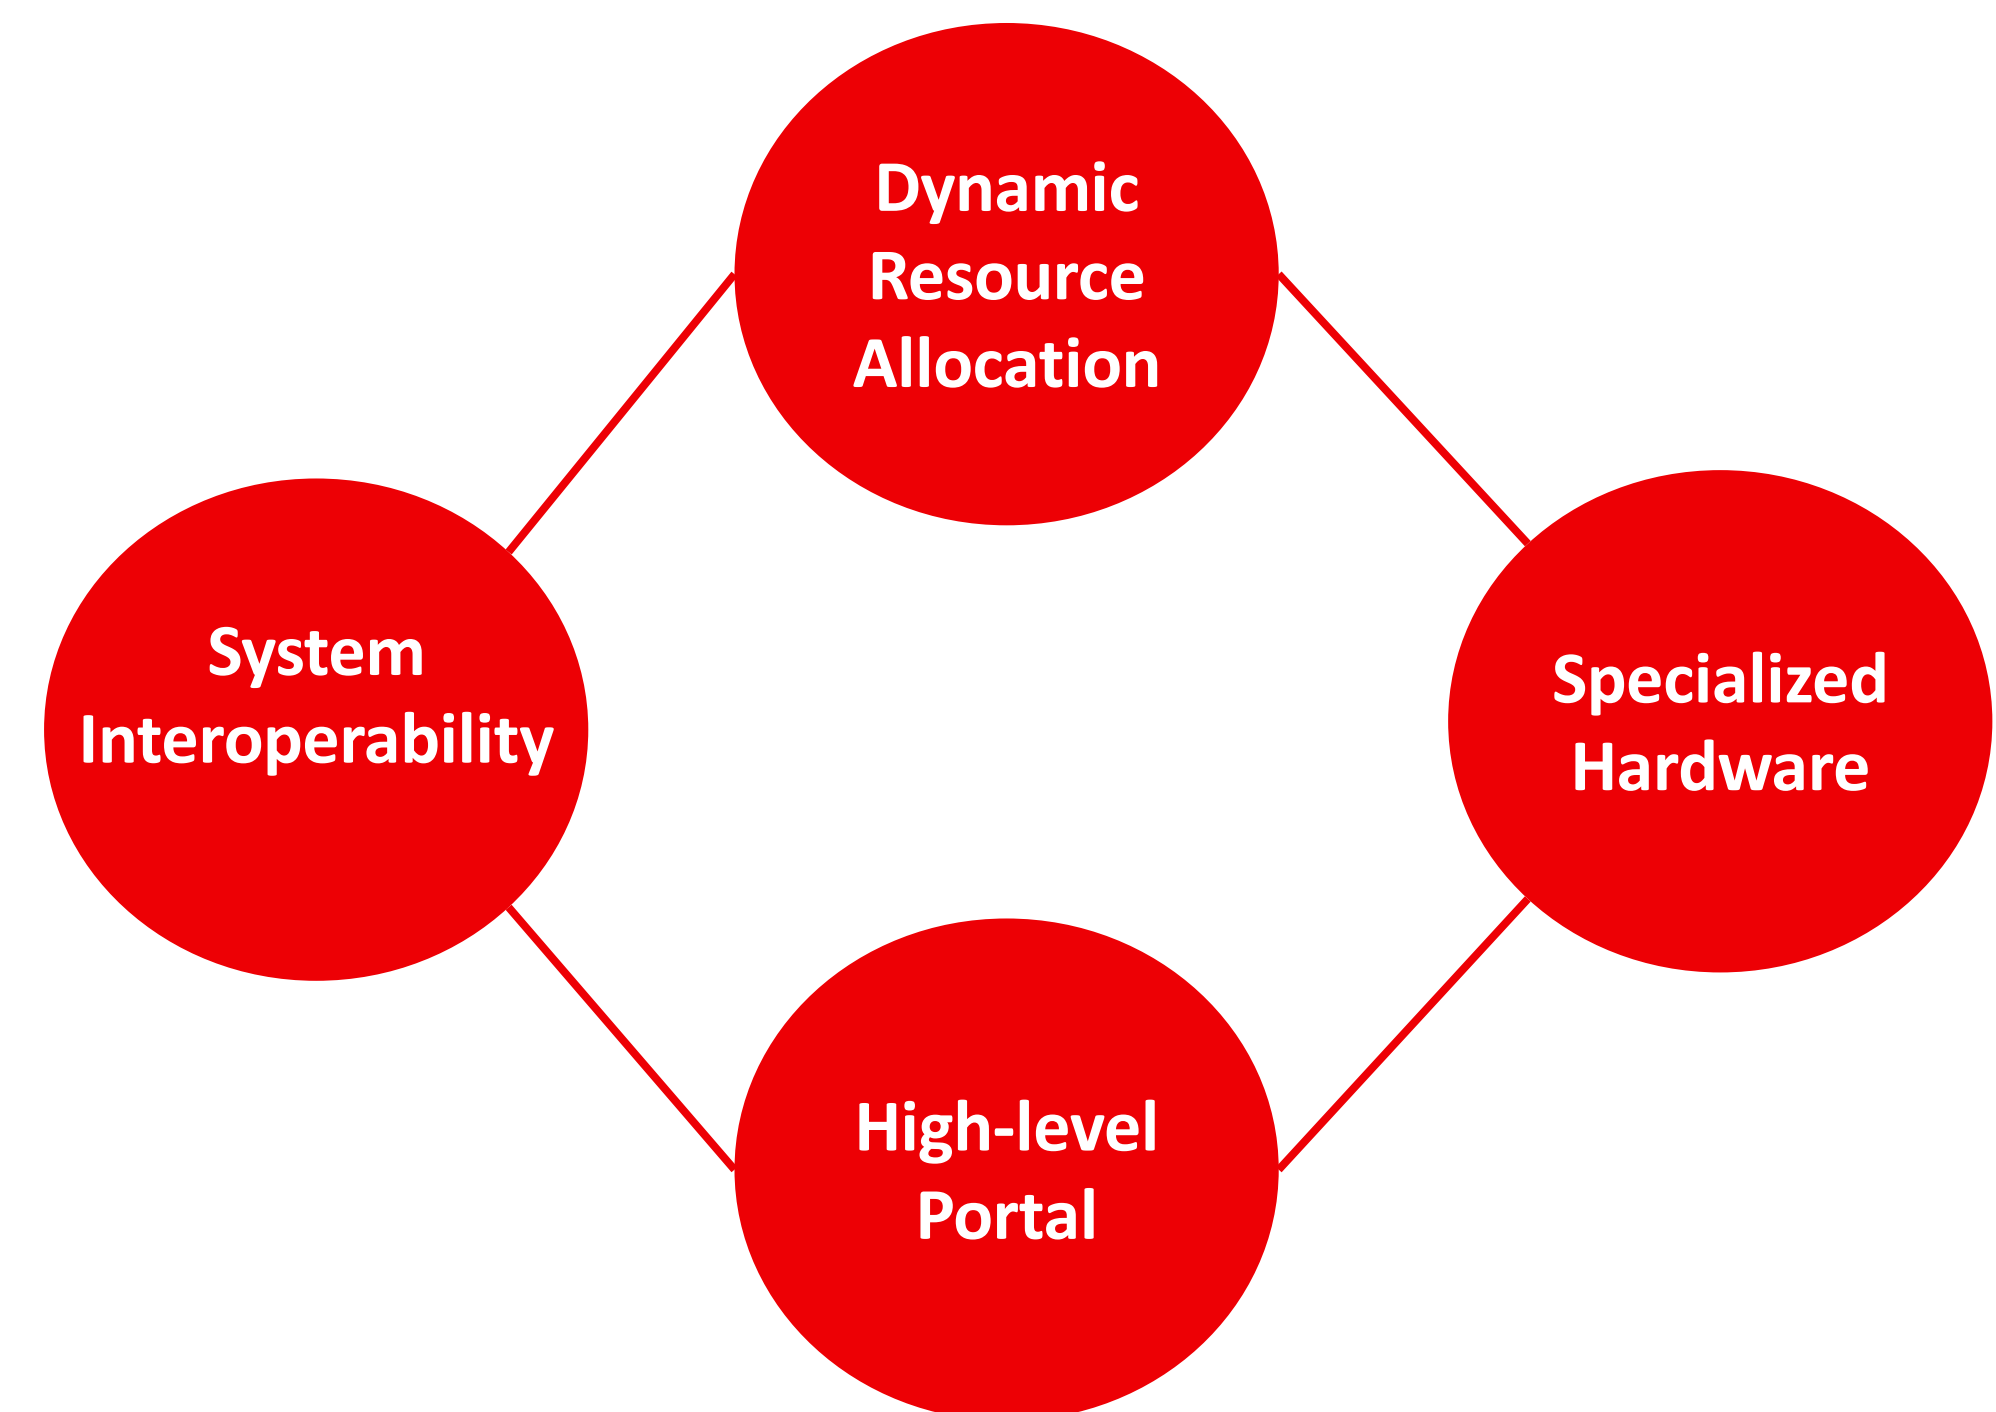 Dynamic
Resource
Allocation
System
Interoperability
Specialized
Hardware
High-level
Portal